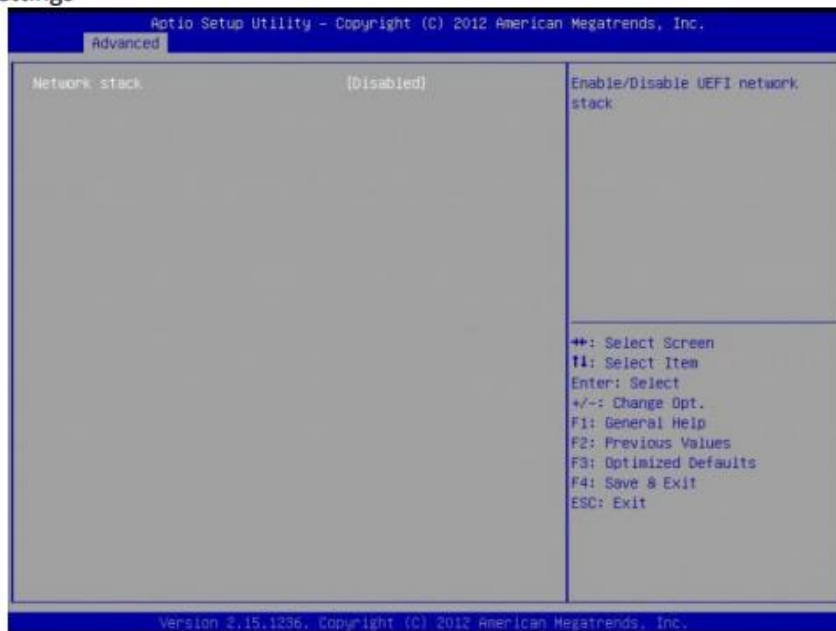 Aptio Setup Utility – Copyright (C) 2012 American Megatrends, Inc.
Advanced
Network stack [Disabled]
Enable/Disable UEFI network
stack
→←: Select Screen
↑↓: Select Item
Enter: Select
+/-: Change Opt.
F1: General Help
F2: Previous Values
F3: Optimized Defaults
F4: Save & Exit
ESC: Exit
Version 2.15.1236. Copyright (C) 2012 American Megatrends, Inc.